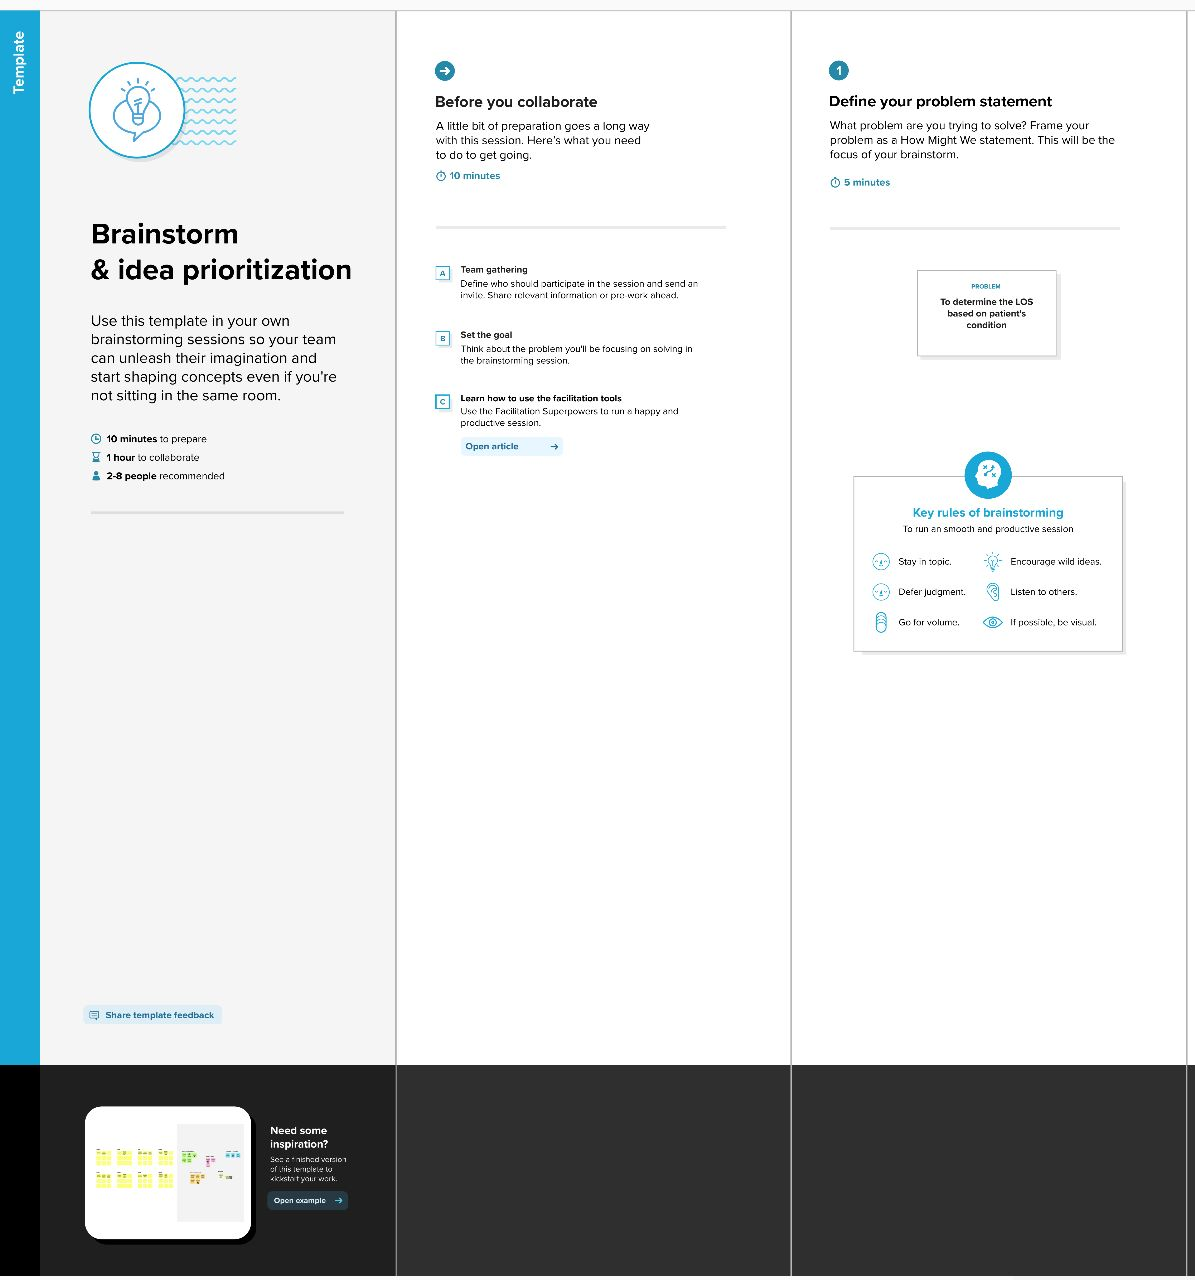 Template
Brainstorm
& idea prioritization
Use this template in your own
brainstorming sessions so your team
can unleash their imagination and
start shaping concepts even if you're
not sitting in the same room.
10 minutes to prepare
1 hour to collaborate
2-8 people recommended
Share template feedback
Need some
inspiration?
See a finished version
of this template to
kickstart your work.
Open example
Before you collaborate
A little bit of preparation goes a long way
with this session. Here's what you need
to do to get going.
10 minutes
A
Team gathering
Define who should participate in the session and send an
invite. Share relevant information or pre-work ahead.
B
Set the goal
Think about the problem you'll be focusing on solving in
the brainstorming session.
C
Learn how to use the facilitation tools
Use the Facilitation Superpowers to run a happy and
productive session.
Open article
1
Define your problem statement
What problem are you trying to solve? Frame your
problem as a How Might We statement. This will be the
focus of your brainstorm.
5 minutes
PROBLEM
To determine the LOS
based on patient's
condition
Key rules of brainstorming
To run an smooth and productive session
Stay in topic.
Encourage wild ideas.
Defer judgment.
Listen to others.
Go for volume.
If possible, be visual.